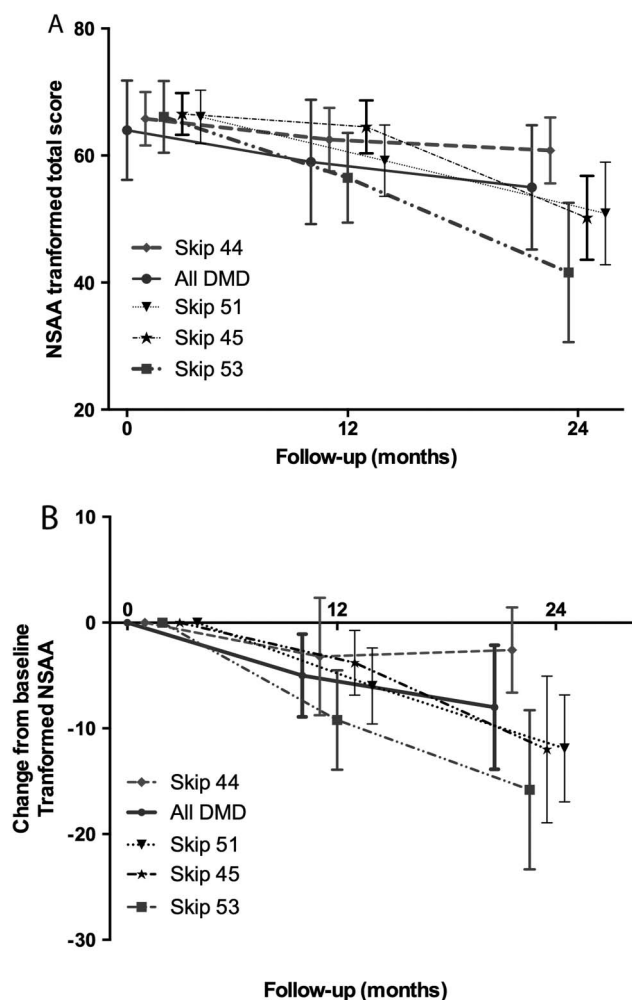 A
NSAA tranformed total score
80
60
40
20
Skip 44
All DMD
Skip 51
Skip 45
Skip 53
0
12
24
Follow-up (months)
B
Change from baseline
Tranformed NSAA
10
0
-10
-20
-30
0
12
24
Skip 44
All DMD
Skip 51
Skip 45
Skip 53
Follow-up (months)